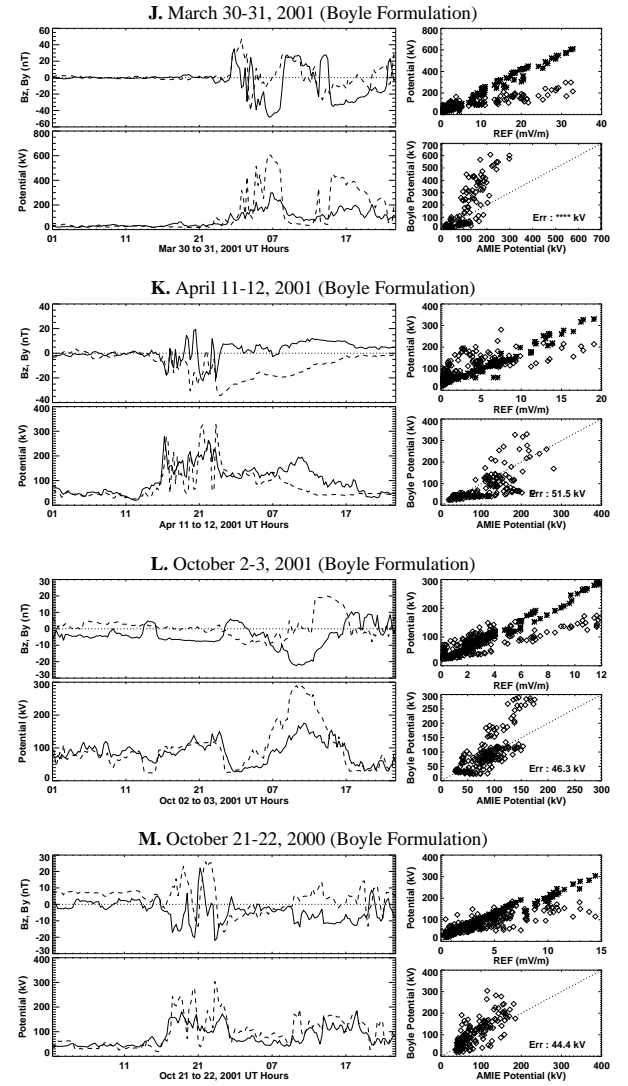 J. March 30-31, 2001 (Boyle Formulation)
Bz, By (nT)
60
40
20
0
-20
-40
-60
Potential (kV)
800
600
400
200
0
01 11 21 07 17
Mar 30 to 31, 2001 UT Hours
Potential (kV)
800
600
400
200
0
0 10 20 30 40
REF (mV/m)
Boyle Potential (kV)
700
600
500
400
300
200
100
0
Err : **** kV
0 100 200 300 400 500 600 700
AMIE Potential (kV)
K. April 11-12, 2001 (Boyle Formulation)
Bz, By (nT)
40
20
0
-20
-40
Potential (kV)
400
300
200
100
0
01 11 21 07 17
Apr 11 to 12, 2001 UT Hours
Potential (kV)
400
300
200
100
0
0 5 10 15 20
REF (mV/m)
Boyle Potential (kV)
400
300
200
100
0
Err : 51.5 kV
0 100 200 300 400
AMIE Potential (kV)
L. October 2-3, 2001 (Boyle Formulation)
Bz, By (nT)
30
20
10
0
-10
-20
-30
Potential (kV)
300
200
100
0
01 11 21 07 17
Oct 02 to 03, 2001 UT Hours
Potential (kV)
300
200
100
0
0 2 4 6 8 10 12
REF (mV/m)
Boyle Potential (kV)
300
250
200
150
100
50
0
Err : 46.3 kV
0 50 100 150 200 250 300
AMIE Potential (kV)
M. October 21-22, 2000 (Boyle Formulation)
Bz, By (nT)
30
20
10
0
-10
-20
-30
Potential (kV)
400
300
200
100
0
01 11 21 07 17
Oct 21 to 22, 2000 UT Hours
Potential (kV)
400
300
200
100
0
0 5 10 15
REF (mV/m)
Boyle Potential (kV)
400
300
200
100
0
Err : 44.4 kV
0 100 200 300 400
AMIE Potential (kV)